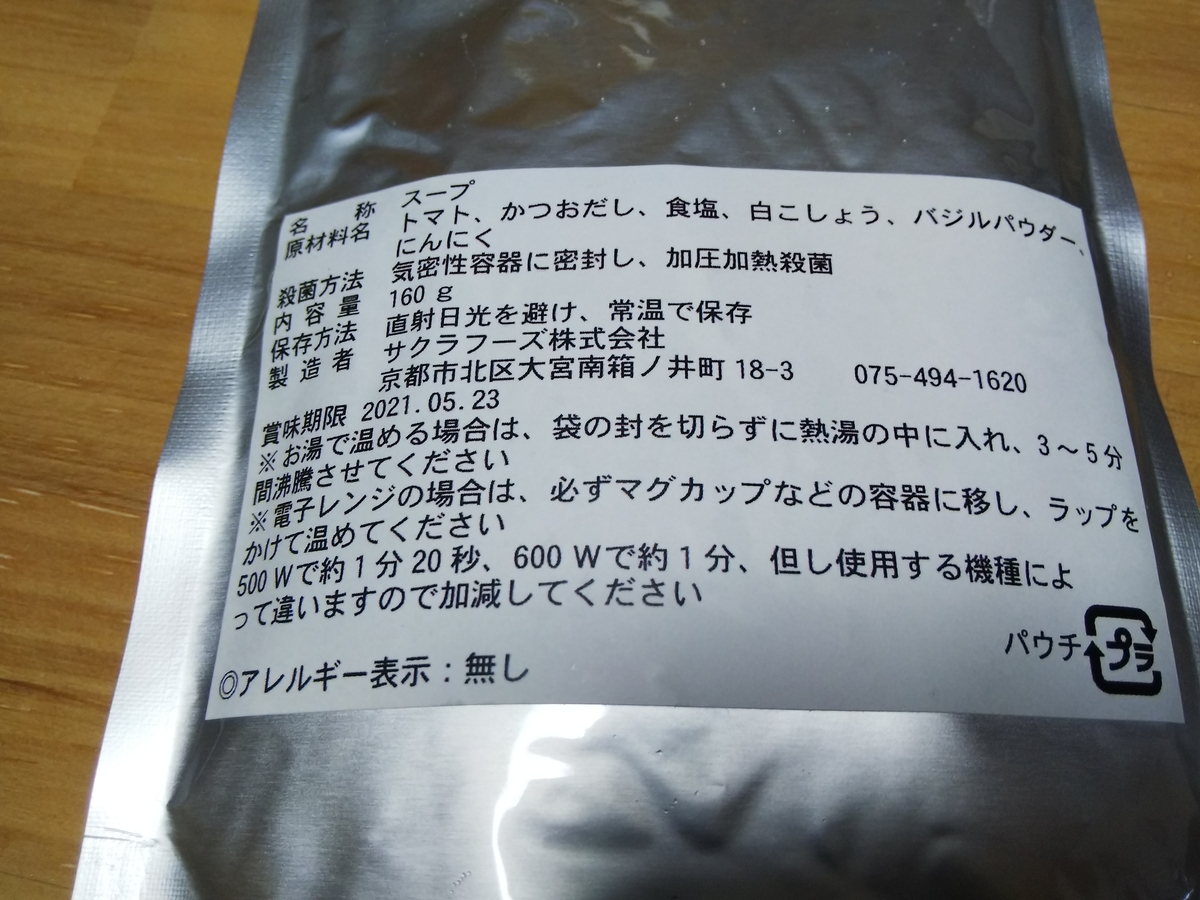 名称 スープ
原材料名 トマト、かつおだし、食塩、白こしょう、バジルパウダー、
にんにく
殺菌方法 気密性容器に密封し、加圧加熱殺菌
内容量 160 g
保存方法 直射日光を避け、常温で保存
製造者 サクラフーズ株式会社
京都市北区大宮南箱ノ井町 18-3 075-494-1620
賞味期限 2021.05.23
※お湯で温める場合は、袋の封を切らずに熱湯の中に入れ、3～5分
間沸騰させてください
※電子レンジの場合は、必ずマグカップなどの容器に移し、ラップを
かけて温めてください
500 Wで約1分20秒、600 Wで約1分、但し使用する機種によ
って違いますので加減してください
パウチ プラ
◎アレルギー表示：無し